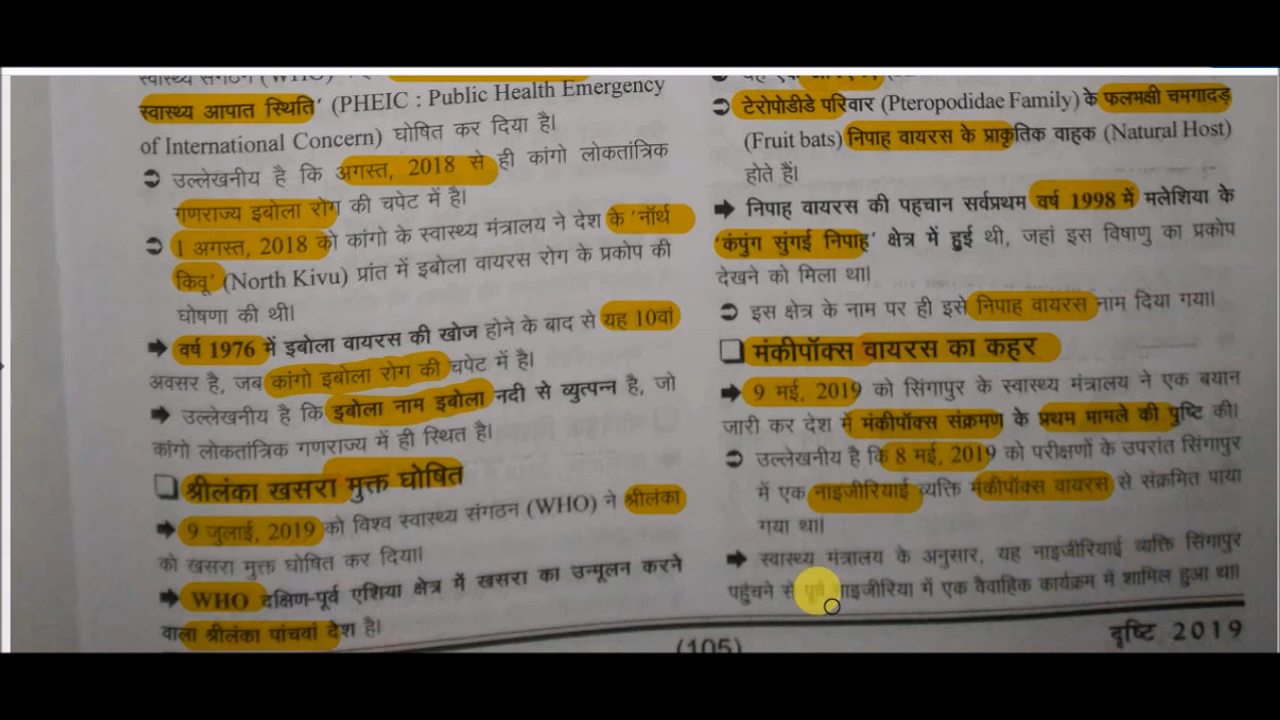 स्वास्थ्य संगठन (WHO)
स्वास्थ्य आपात स्थिति' (PHEIC : Public Health Emergency
of International Concern) घोषित कर दिया है।
➲ उल्लेखनीय है कि अगस्त, 2018 से ही कांगो लोकतांत्रिक
गणराज्य इबोला रोग की चपेट में है।
➲ 1 अगस्त, 2018 को कांगो के स्वास्थ्य मंत्रालय ने देश के 'नॉर्थ
किवू' (North Kivu) प्रांत में इबोला वायरस रोग के प्रकोप की
घोषणा की थी।
➡ वर्ष 1976 में इबोला वायरस की खोज होने के बाद से यह 10वां
अवसर है, जब कांगो इबोला रोग की चपेट में है।
➡ उल्लेखनीय है कि इबोला नाम इबोला नदी से व्युत्पन्न है, जो
कांगो लोकतांत्रिक गणराज्य में ही स्थित है।
❑ श्रीलंका खसरा मुक्त घोषित
➡ 9 जुलाई, 2019 को विश्व स्वास्थ्य संगठन (WHO) ने श्रीलंका
को खसरा मुक्त घोषित कर दिया।
➡ WHO दक्षिण-पूर्व एशिया क्षेत्र में खसरा का उन्मूलन करने
वाला श्रीलंका पांचवां देश है।
यह एक
➲ टेरोपोडीडे परिवार (Pteropodidae Family) के फलमक्षी चमगादड़
(Fruit bats) निपाह वायरस के प्राकृतिक वाहक (Natural Host)
होते हैं।
➡ निपाह वायरस की पहचान सर्वप्रथम वर्ष 1998 में मलेशिया के
'कंपुंग सुंगई निपाह' क्षेत्र में हुई थी, जहां इस विषाणु का प्रकोप
देखने को मिला था।
➲ इस क्षेत्र के नाम पर ही इसे निपाह वायरस नाम दिया गया।
❑ मंकीपॉक्स वायरस का कहर
➡ 9 मई, 2019 को सिंगापुर के स्वास्थ्य मंत्रालय ने एक बयान
जारी कर देश में मंकीपॉक्स संक्रमण के प्रथम मामले की पुष्टि की।
➲ उल्लेखनीय है कि 8 मई, 2019 को परीक्षणों के उपरांत सिंगापुर
में एक नाइजीरियाई व्यक्ति मंकीपॉक्स वायरस से संक्रमित पाया
गया था।
➡ स्वास्थ्य मंत्रालय के अनुसार, यह नाइजीरियाई व्यक्ति सिंगापुर
पहुंचने से पूर्व नाइजीरिया में एक वैवाहिक कार्यक्रम में शामिल हुआ था।
(105)
दृष्टि 2019